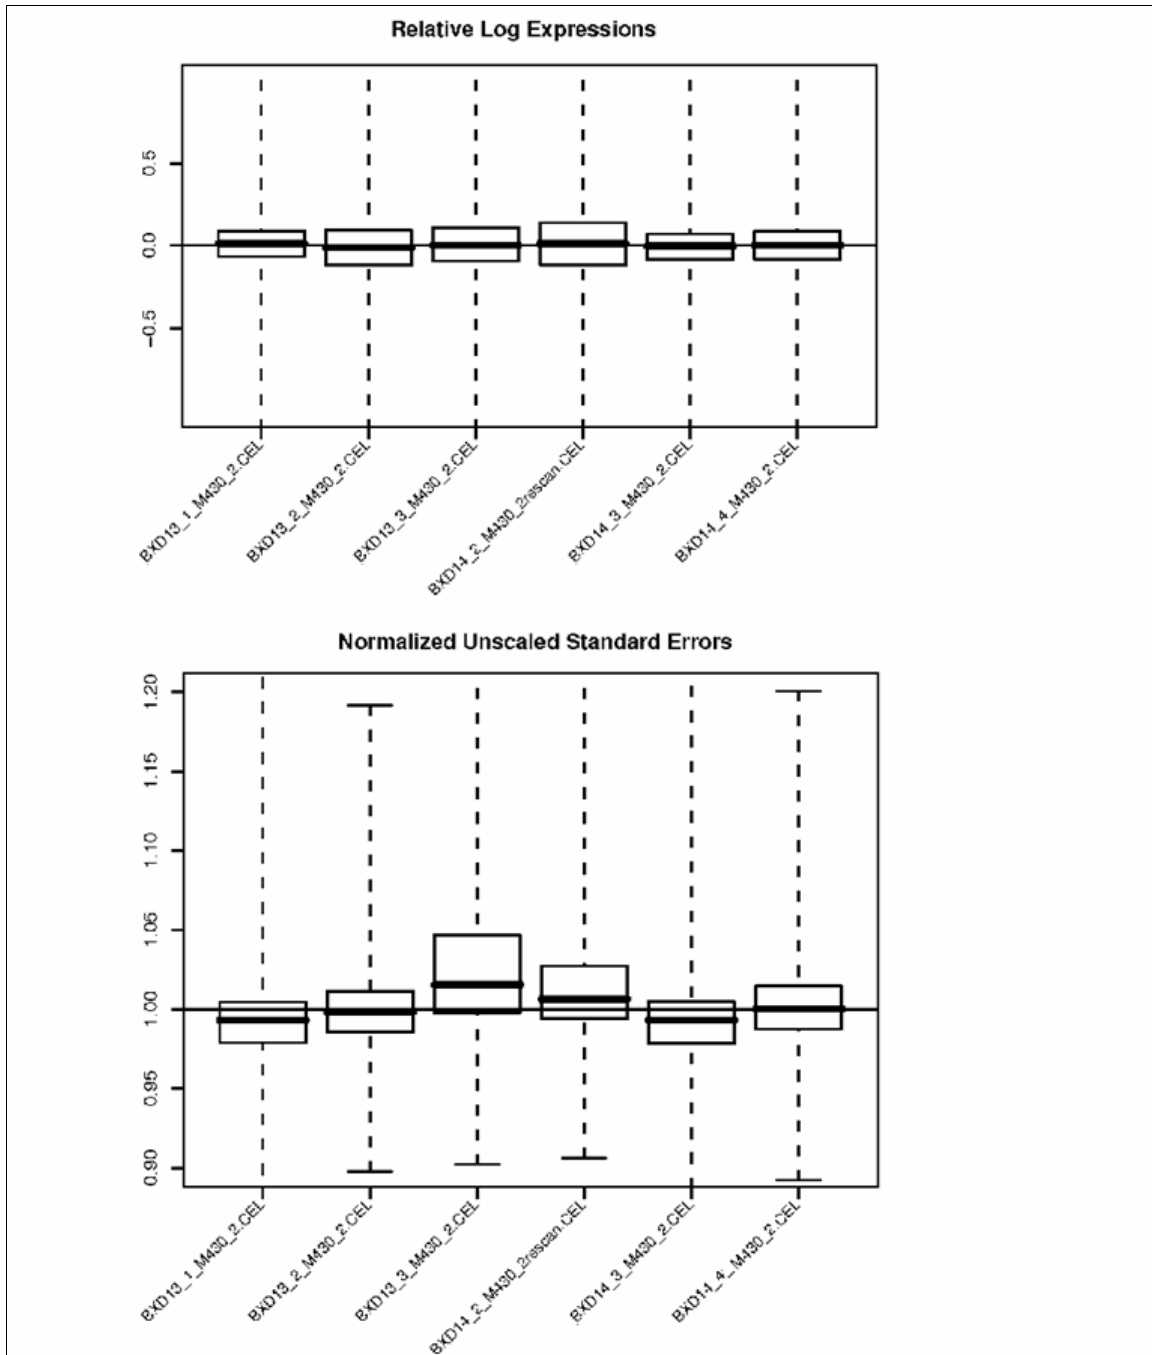 Relative Log Expressions
0.5
0.0
−0.5
BXD13_1_M430_2.CEL
BXD13_2_M430_2.CEL
BXD13_3_M430_2.CEL
BXD14_2_M430_2rescan.CEL
BXD14_3_M430_2.CEL
BXD14_4_M430_2.CEL
Normalized Unscaled Standard Errors
1.20
1.15
1.10
1.05
1.00
0.95
0.90
BXD13_1_M430_2.CEL
BXD13_2_M430_2.CEL
BXD13_3_M430_2.CEL
BXD14_2_M430_2rescan.CEL
BXD14_3_M430_2.CEL
BXD14_4_M430_2.CEL